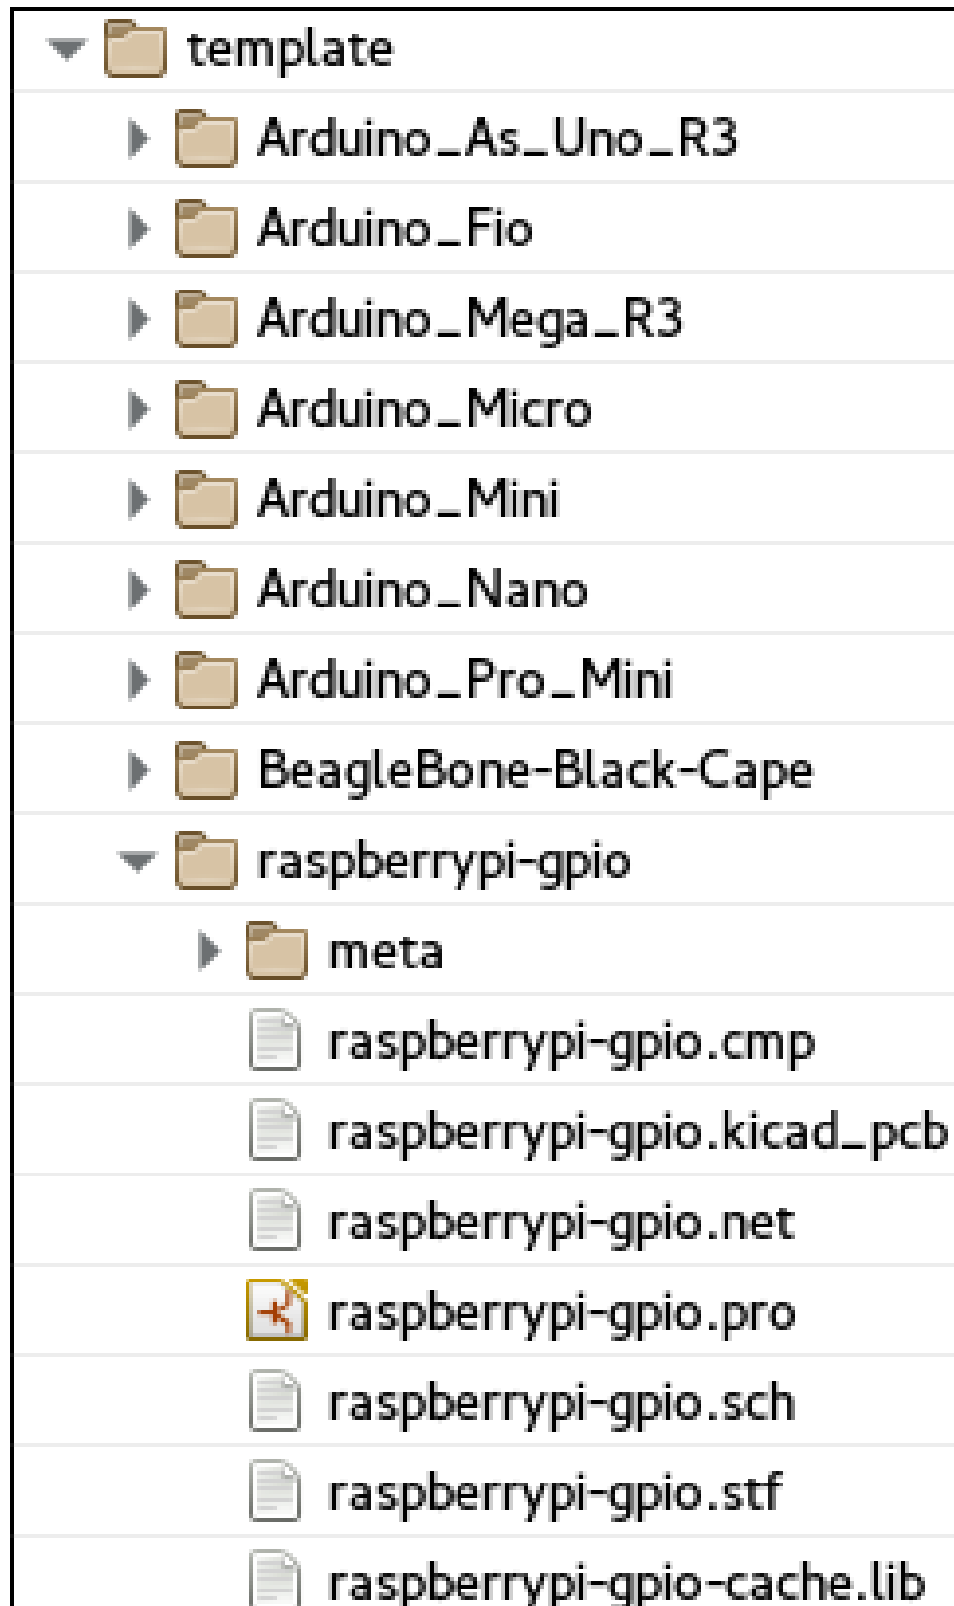 template
Arduino_As_Uno_R3
Arduino_Fio
Arduino_Mega_R3
Arduino_Micro
Arduino_Mini
Arduino_Nano
Arduino_Pro_Mini
BeagleBone-Black-Cape
raspberrypi-gpio
meta
raspberrypi-gpio.cmp
raspberrypi-gpio.kicad_pcb
raspberrypi-gpio.net
raspberrypi-gpio.pro
raspberrypi-gpio.sch
raspberrypi-gpio.stf
raspberrypi-gpio-cache.lib